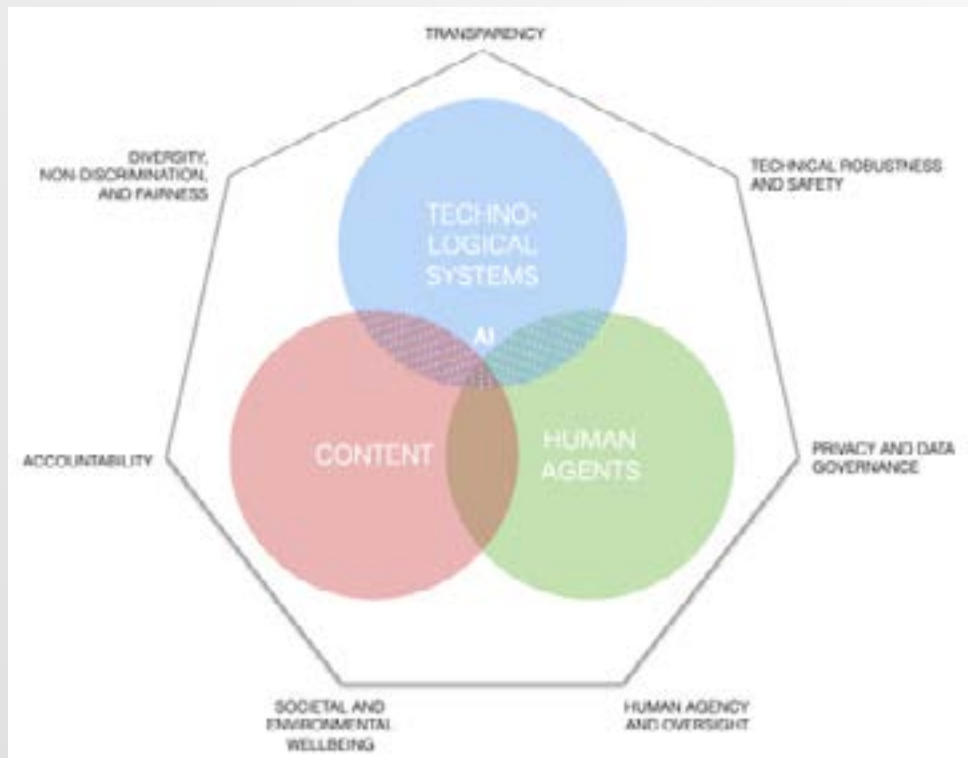 TRANSPARENCY
DIVERSITY,
NON-DISCRIMINATION,
AND FAIRNESS
TECHNICAL ROBUSTNESS
AND SAFETY
TECHNO-
LOGICAL
SYSTEMS
AI
CONTENT
HUMAN
AGENTS
ACCOUNTABILITY
PRIVACY AND DATA
GOVERNANCE
SOCIETAL AND
ENVIRONMENTAL
WELLBEING
HUMAN AGENCY
AND OVERSIGHT